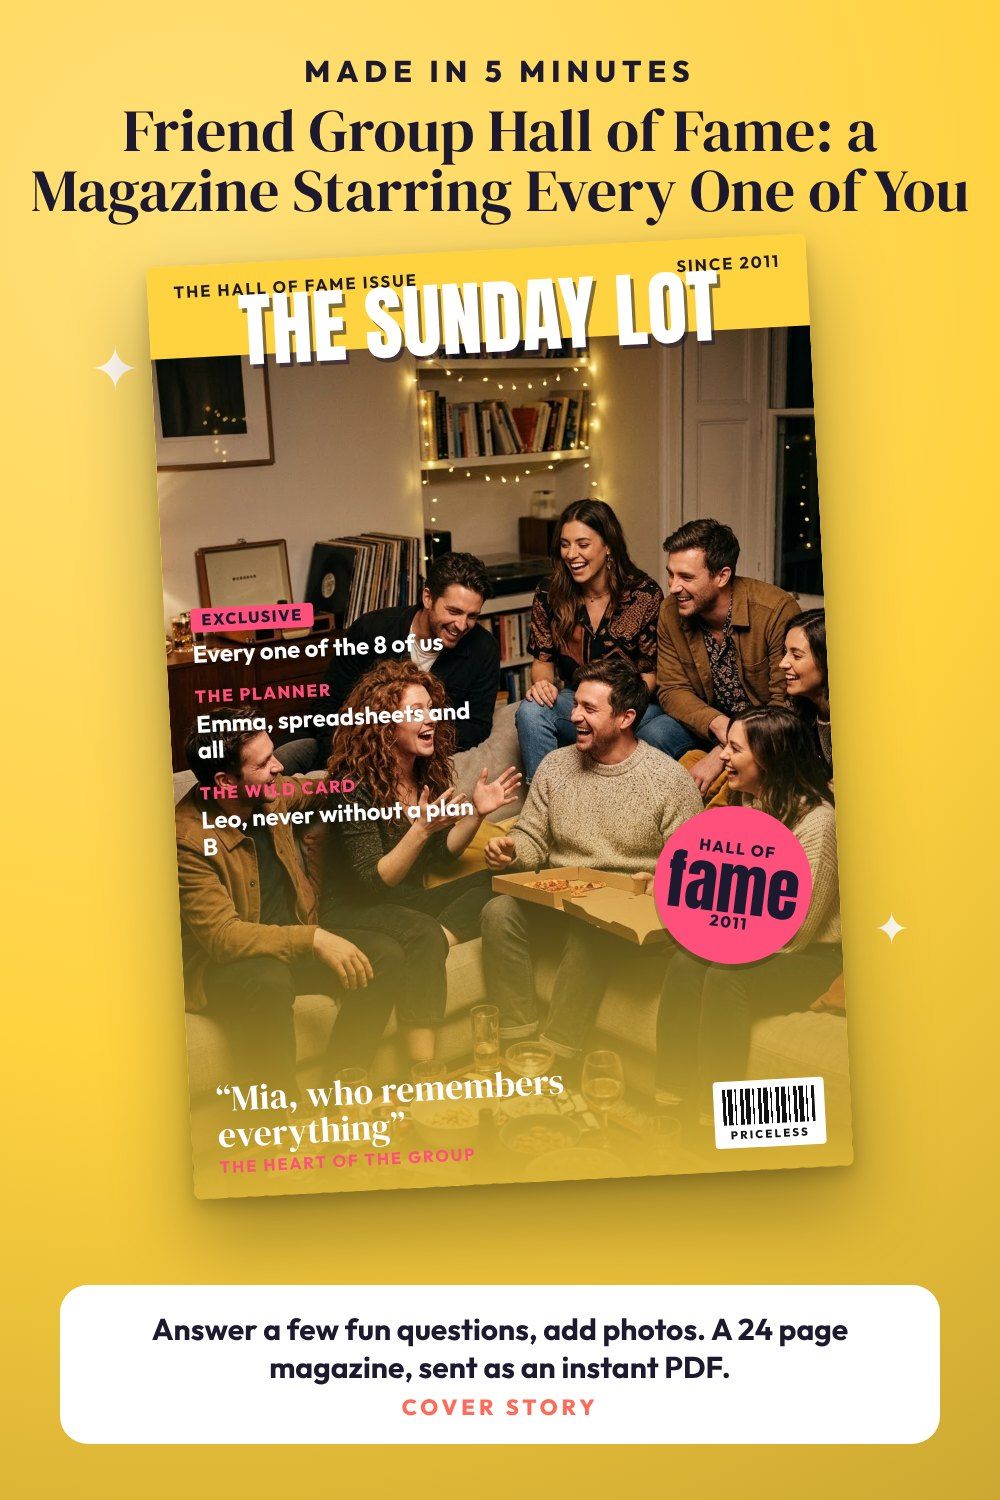 MADE IN 5 MINUTES
Friend Group Hall of Fame: a
Magazine Starring Every One of You
THE HALL OF FAME ISSUE
SINCE 2011
THE SUNDAY LOT
EXCLUSIVE
Every one of the 8 of us
THE PLANNER
Emma, spreadsheets and
all
THE WILD CARD
Leo, never without a plan
B
HALL OF
fame
2011
“Mia, who remembers
everything”
THE HEART OF THE GROUP
PRICELESS
Answer a few fun questions, add photos. A 24 page
magazine, sent as an instant PDF.
COVER STORY